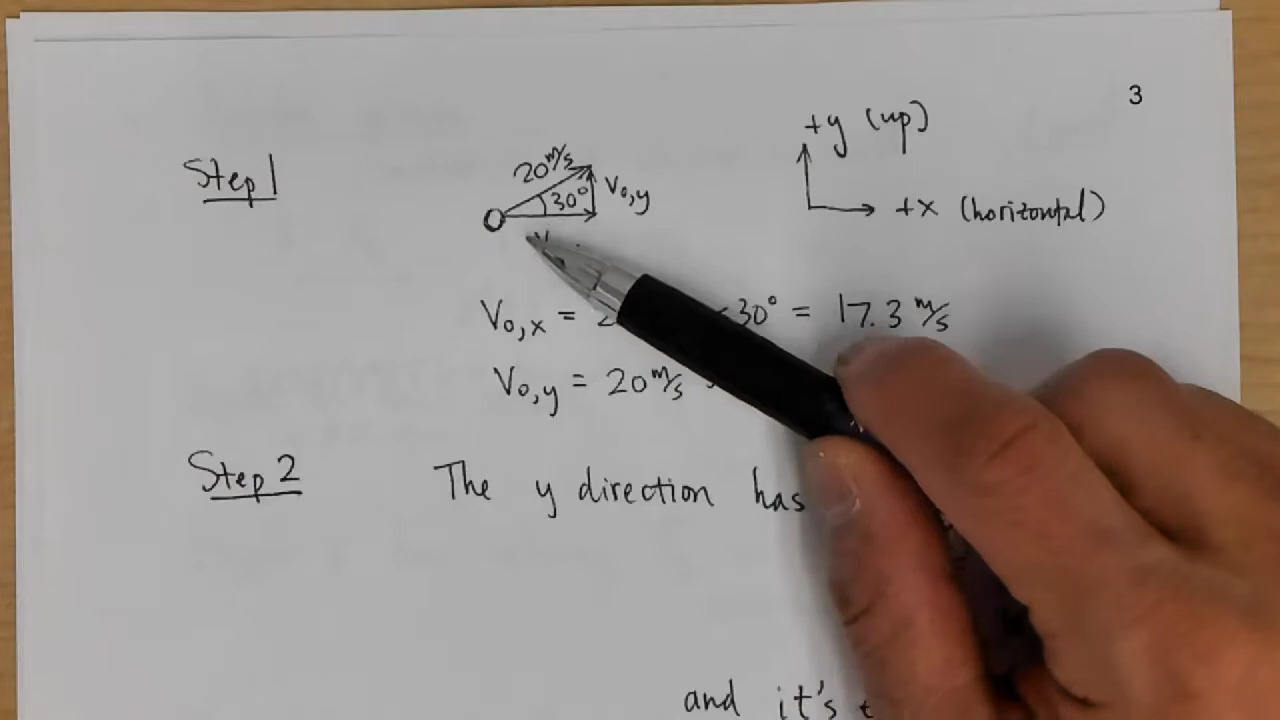 3
Step 1
20 m/s
30°
V0,y
+y (up)
+x (horizontal)
V0,x = 30° = 17.3 m/s
V0,y = 20 m/s
Step 2
The y direction has
and it's